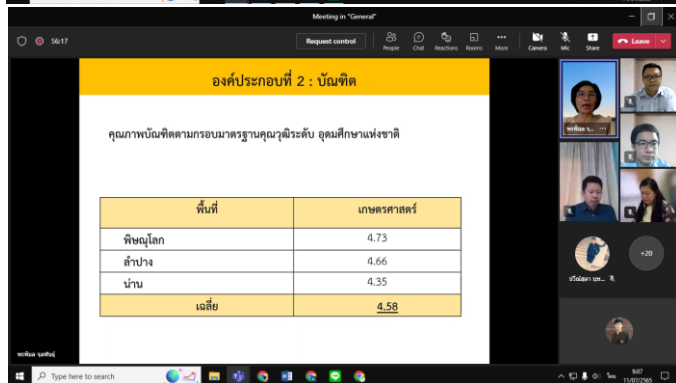 Meeting in "General"
56:17
Request control
People
Chat
Reactions
Rooms
More
Camera
Mic
Share
Leave
องค์ประกอบที่ 2 : บัณฑิต
คุณภาพบัณฑิตตามกรอบมาตรฐานคุณวุฒิระดับ อุดมศึกษาแห่งชาติ
พื้นที่ เกษตรศาสตร์
พิษณุโลก 4.73
ลำปาง 4.66
น่าน 4.35
เฉลี่ย 4.58
+20
Type here to search
9:07
11/07/2565